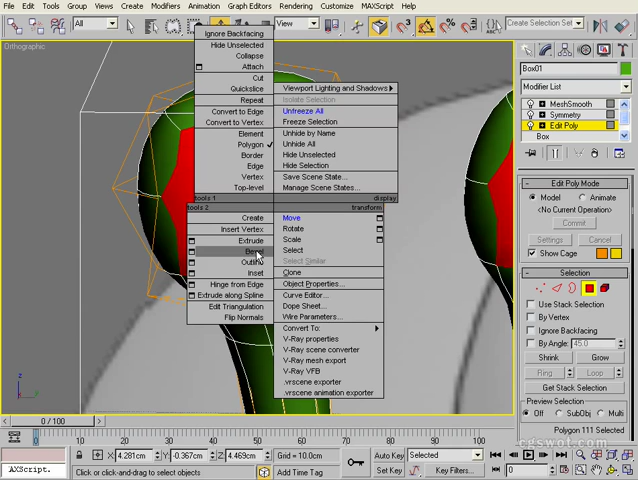 File Edit Tools Group Views Create Modifiers Animation Graph Editors Rendering Customize MAXScript Help
All
View
Create Selection Set
Orthographic
Ignore Backfacing
Hide Unselected
Collapse
Attach
Cut
Quickslice
Repeat
Convert to Edge
Convert to Vertex
Element
Polygon
Border
Edge
Vertex
Top-level
tools 1
Viewport Lighting and Shadows
Isolate Selection
Unfreeze All
Freeze Selection
Unhide by Name
Unhide All
Hide Unselected
Hide Selection
Save Scene State...
Manage Scene States...
display
tools 2
Create
Insert Vertex
Extrude
Bevel
Outline
Inset
Hinge from Edge
Extrude along Spline
Edit Triangulation
Flip Normals
transform
Move
Rotate
Scale
Select
Select Similar
Clone
Object Properties...
Curve Editor...
Dope Sheet...
Wire Parameters...
Convert To:
V-Ray properties
V-Ray scene converter
V-Ray mesh export
V-Ray VFB
.vrscene exporter
.vrscene animation exporter
Box01
Modifier List
MeshSmooth
Symmetry
Edit Poly
Box
Edit Poly Mode
Model Animate
<No Current Operation>
Commit
Settings Cancel
Show Cage
Selection
Use Stack Selection
By Vertex
Ignore Backfacing
By Angle: 45.0
Shrink Grow
Ring Loop
Get Stack Selection
Preview Selection
Off SubObj Multi
Polygon 111 Selected
cgswot.com
z
x
0 / 100
0 10 20 30 40 50 60 70 80 90 100
AXScript.
1 Object Selected
X: 4.281cm Y: -0.367cm Z: 4.469cm Grid = 10.0cm
Click or click-and-drag to select objects
Add Time Tag
Auto Key Selected
Set Key Key Filters...
0